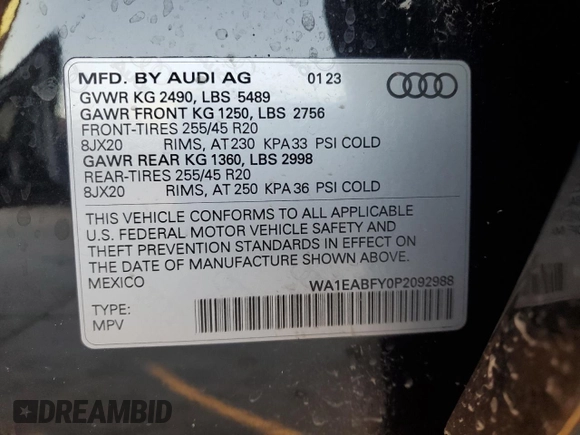 MFD. BY AUDI AG 01 23
GVWR KG 2490, LBS 5489
GAWR FRONT KG 1250, LBS 2756
FRONT-TIRES 255/45 R20
8JX20 RIMS, AT 230 KPA 33 PSI COLD
GAWR REAR KG 1360, LBS 2998
REAR-TIRES 255/45 R20
8JX20 RIMS, AT 250 KPA 36 PSI COLD
THIS VEHICLE CONFORMS TO ALL APPLICABLE
U.S. FEDERAL MOTOR VEHICLE SAFETY AND
THEFT PREVENTION STANDARDS IN EFFECT ON
THE DATE OF MANUFACTURE SHOWN ABOVE.
MEXICO
WA1EABFY0P2092988
TYPE:
MPV
DREAMBID